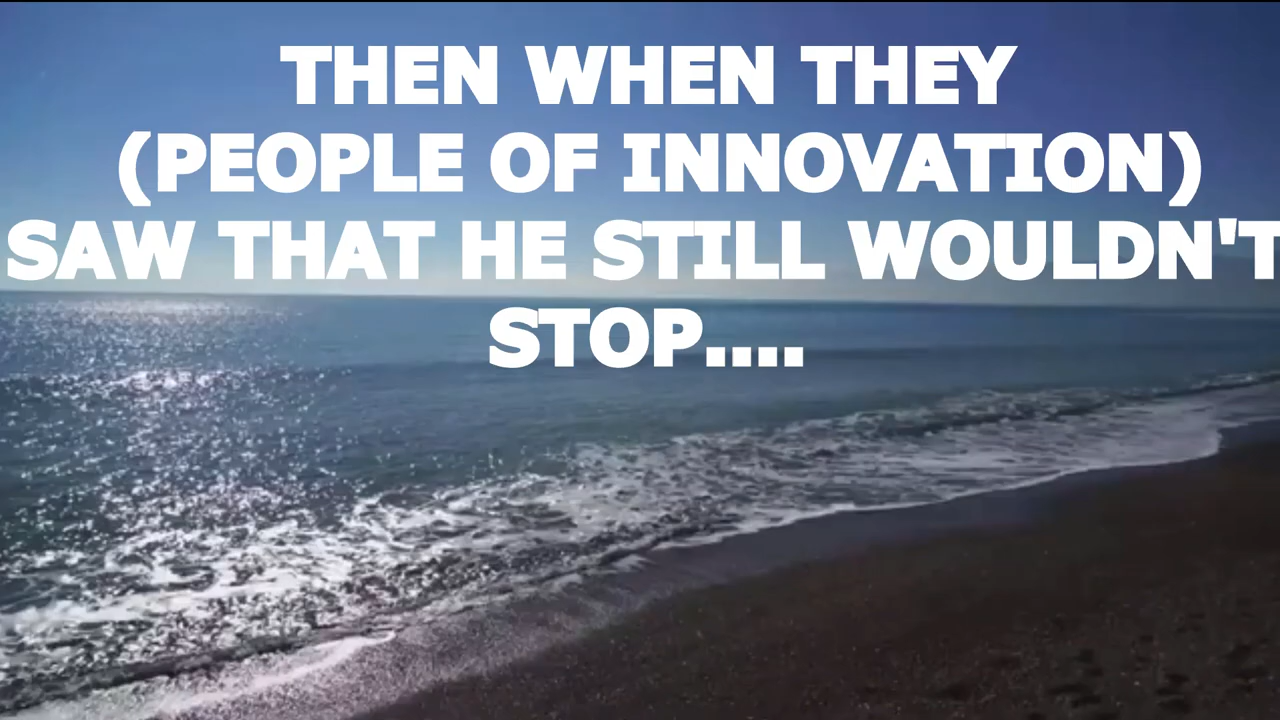 THEN WHEN THEY
(PEOPLE OF INNOVATION)
SAW THAT HE STILL WOULDN'T
STOP....